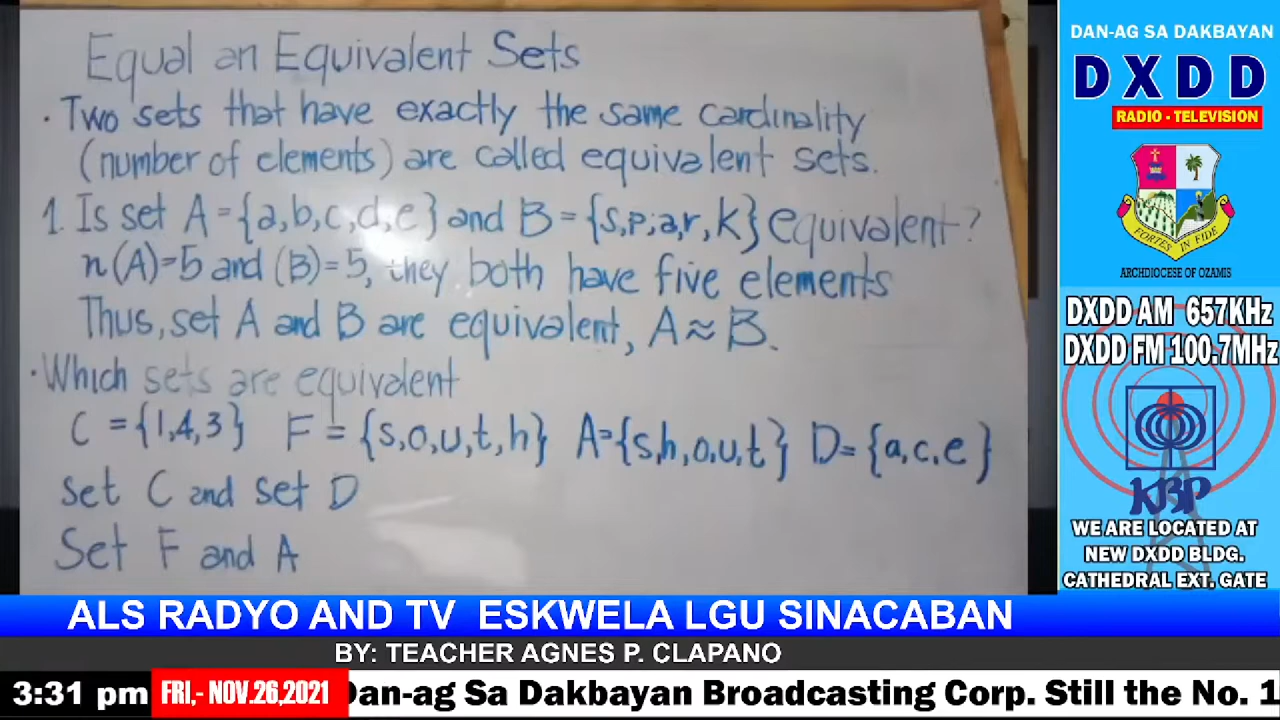 Equal an Equivalent Sets
· Two sets that have exactly the same cardinality
(number of elements) are called equivalent sets.
1. Is set A = {a,b,c,d,e} and B = {s,p,a,r,k} equivalent?
n(A)=5 and (B)=5, they both have five elements
Thus, set A and B are equivalent, A ≈ B.
· Which sets are equivalent
C = {1,4,3} F = {s,o,u,t,h} A={s,h,o,u,t} D= {a,c,e}
set C and set D
Set F and A
DAN-AG SA DAKBAYAN
DXDD
RADIO - TELEVISION
FORTES IN FIDE
ARCHDIOCESE OF OZAMIS
DXDD AM 657KHz
DXDD FM 100.7MHz
KBP
WE ARE LOCATED AT
NEW DXDD BLDG.
CATHEDRAL EXT. GATE
ALS RADYO AND TV ESKWELA LGU SINACABAN
BY: TEACHER AGNES P. CLAPANO
3:31 pm FRI,- NOV.26,2021 Dan-ag Sa Dakbayan Broadcasting Corp. Still the No. 1